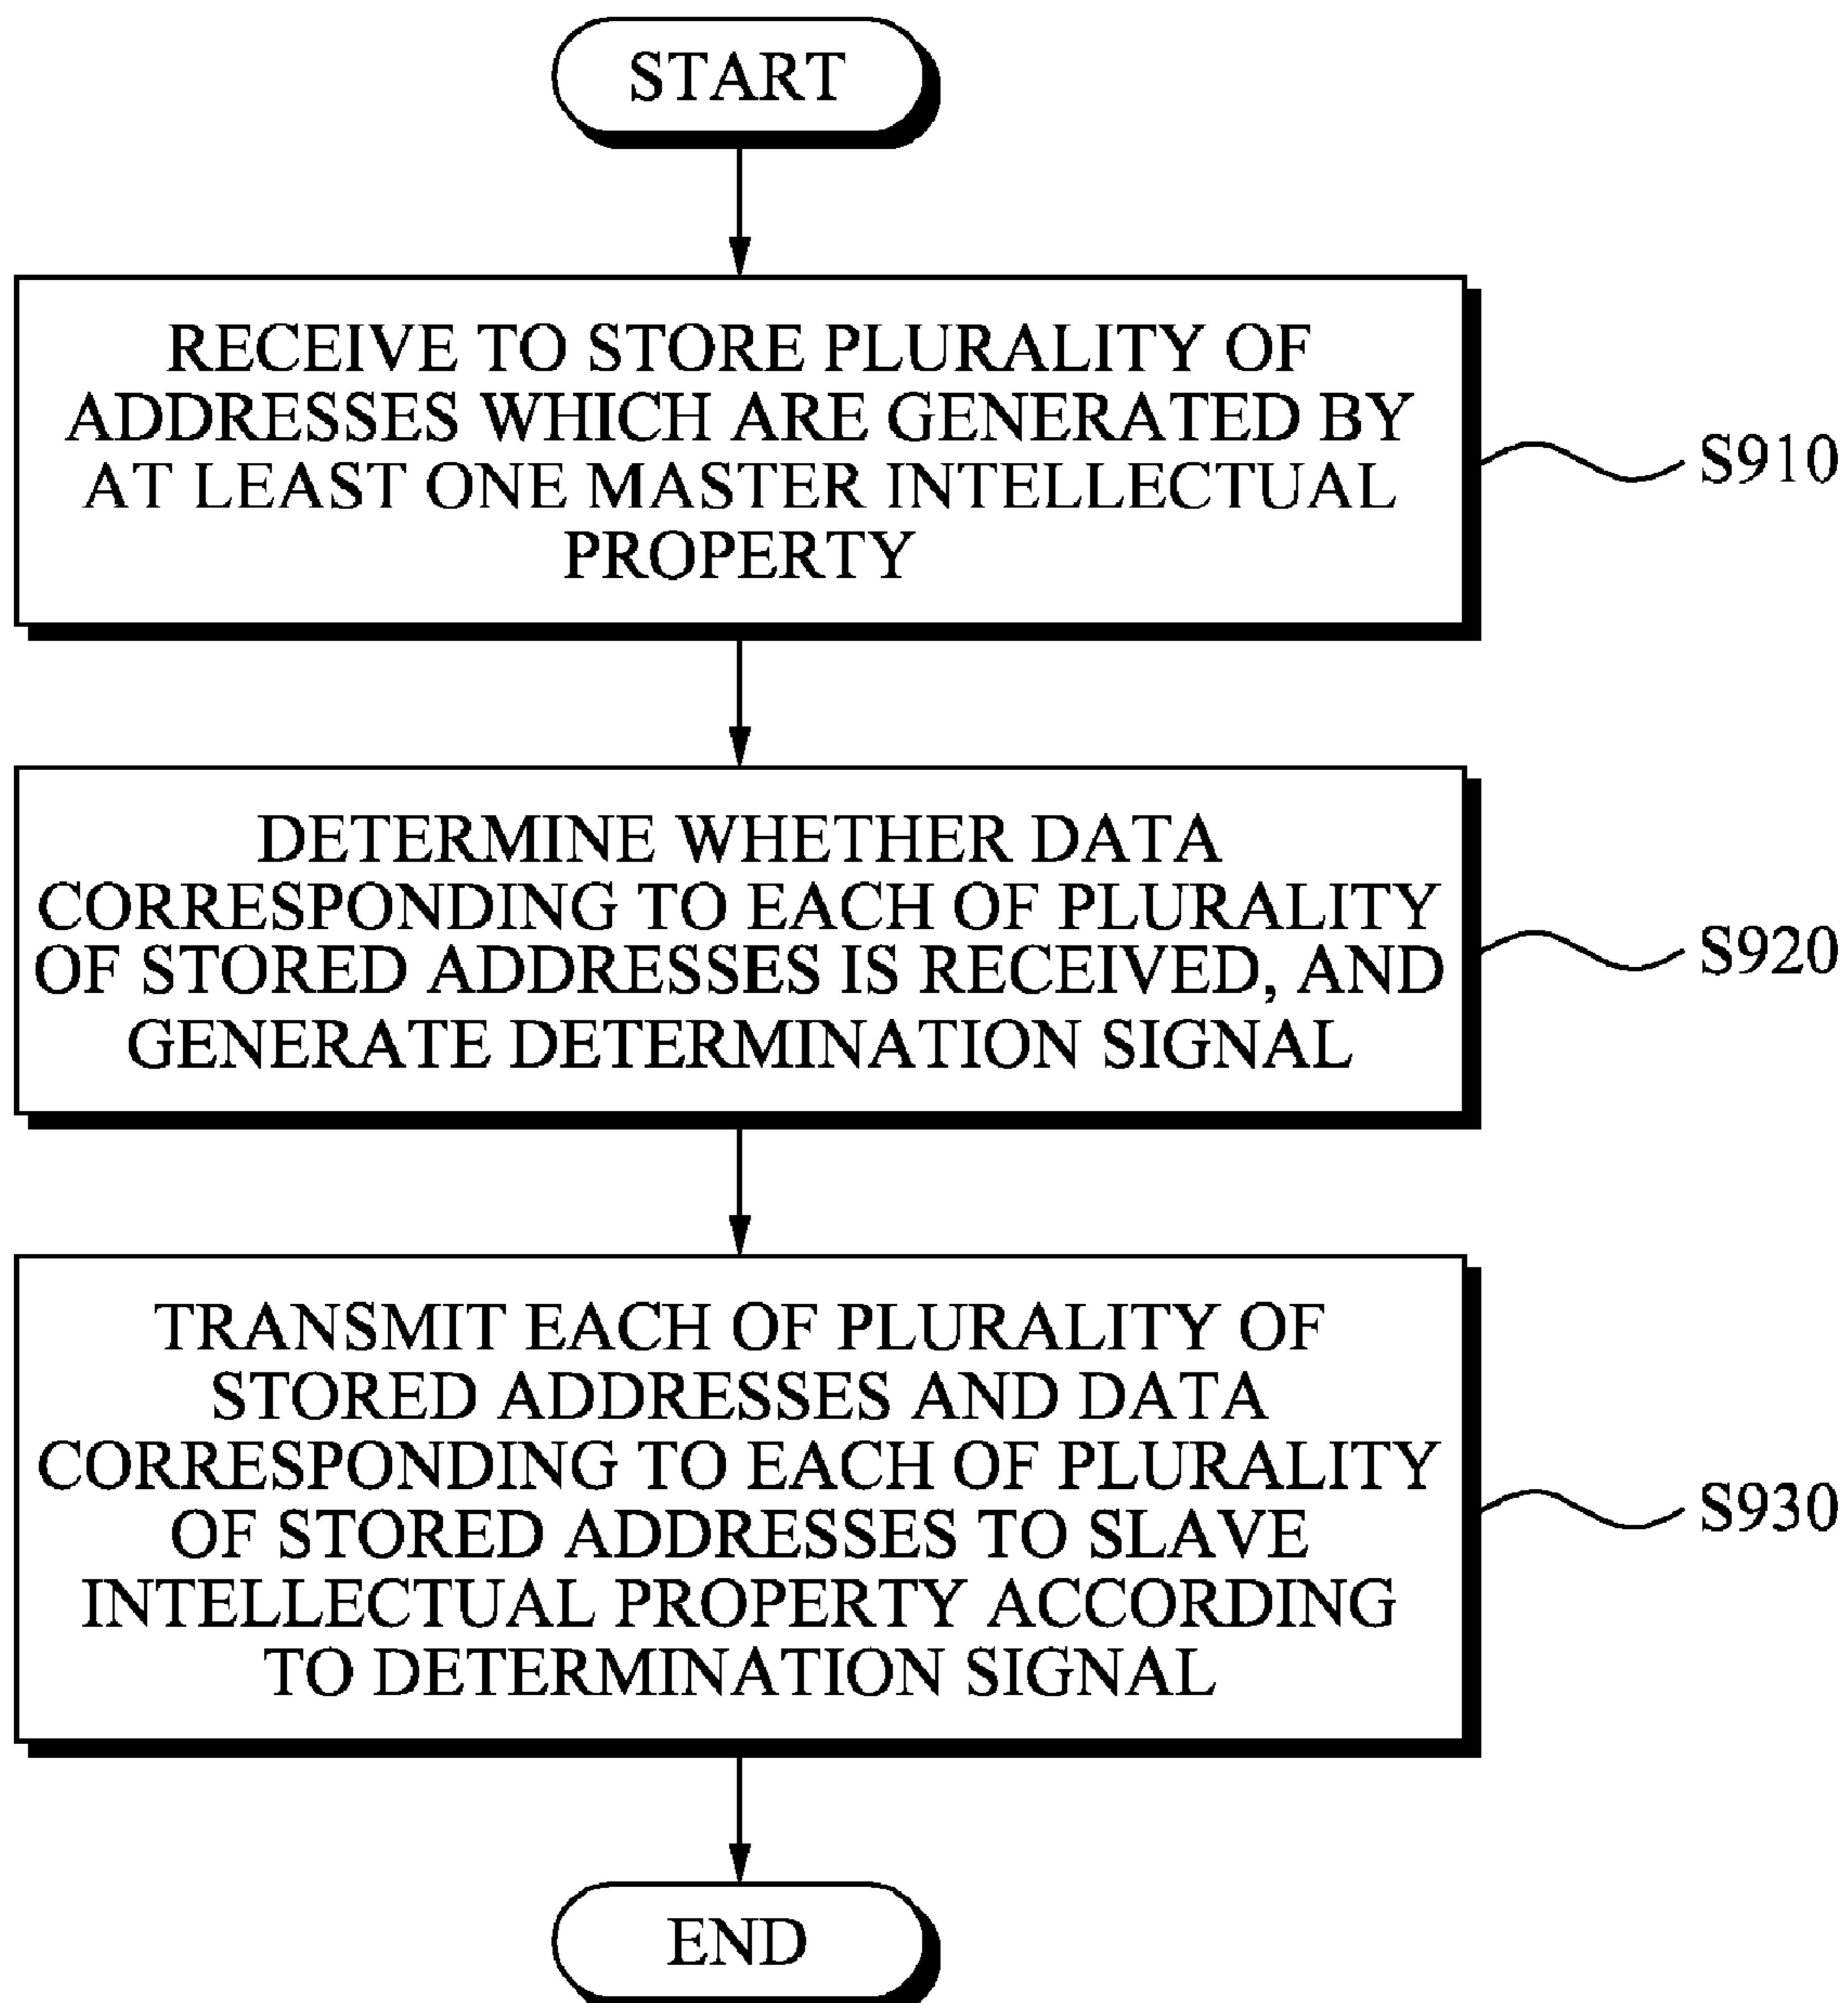 START
RECEIVE TO STORE PLURALITY OF
ADDRESSES WHICH ARE GENERATED BY
AT LEAST ONE MASTER INTELLECTUAL
PROPERTY
S910
DETERMINE WHETHER DATA
CORRESPONDING TO EACH OF PLURALITY
OF STORED ADDRESSES IS RECEIVED, AND
GENERATE DETERMINATION SIGNAL
S920
TRANSMIT EACH OF PLURALITY OF
STORED ADDRESSES AND DATA
CORRESPONDING TO EACH OF PLURALITY
OF STORED ADDRESSES TO SLAVE
INTELLECTUAL PROPERTY ACCORDING
TO DETERMINATION SIGNAL
S930
END